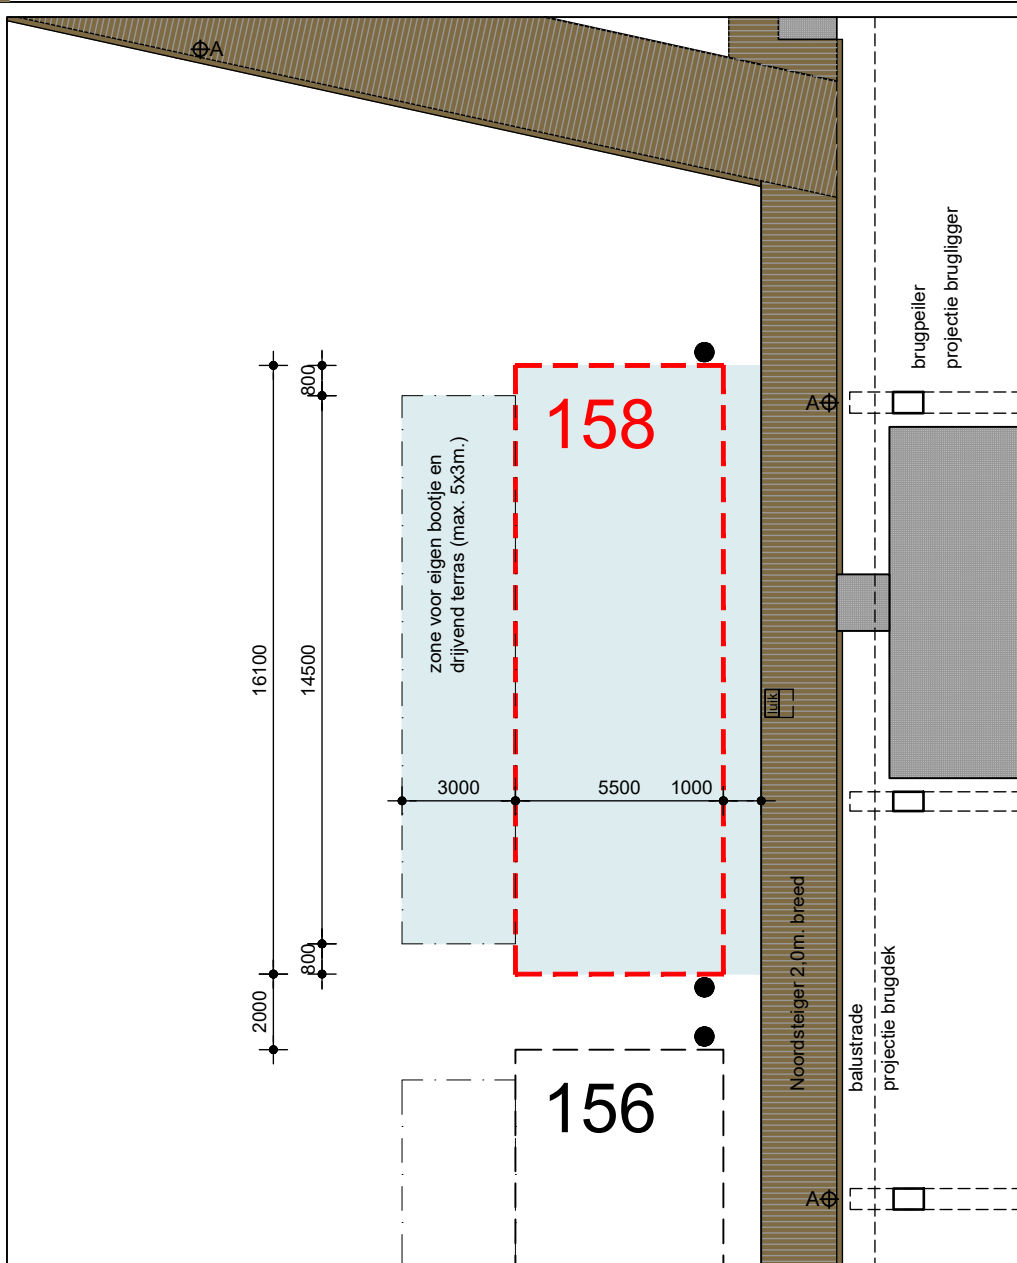 A
brugpeiler
projectie brugligger
800
158
A
zone voor eigen bootje en
drijvend terras (max. 5x3m.)
16100
14500
luik
3000
5500
1000
800
2000
Noordsteiger 2,0m. breed
balustrade
projectie brugdek
156
A